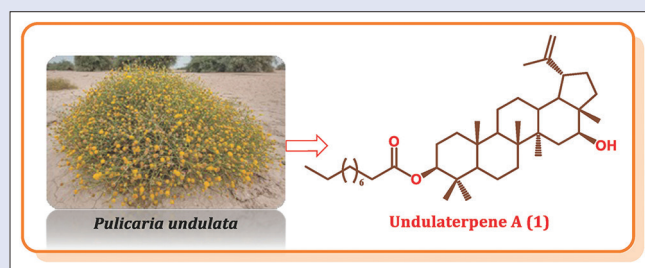 O
O
6
OH
Pulicaria undulata
Undulaterpene A (1)